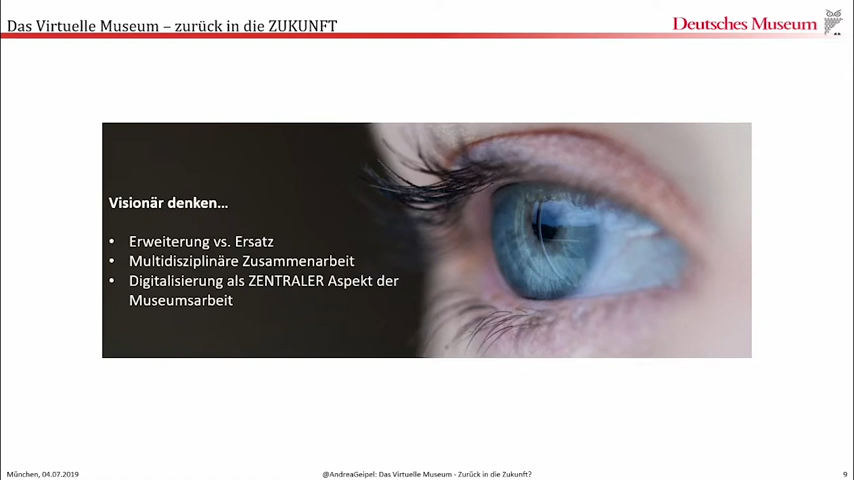 Das Virtuelle Museum – zurück in die ZUKUNFT
Deutsches Museum
Visionär denken…
• Erweiterung vs. Ersatz
• Multidisziplinäre Zusammenarbeit
• Digitalisierung als ZENTRALER Aspekt der
Museumsarbeit
München, 04.07.2019
@AndreaGeipel: Das Virtuelle Museum - Zurück in die Zukunft?
9